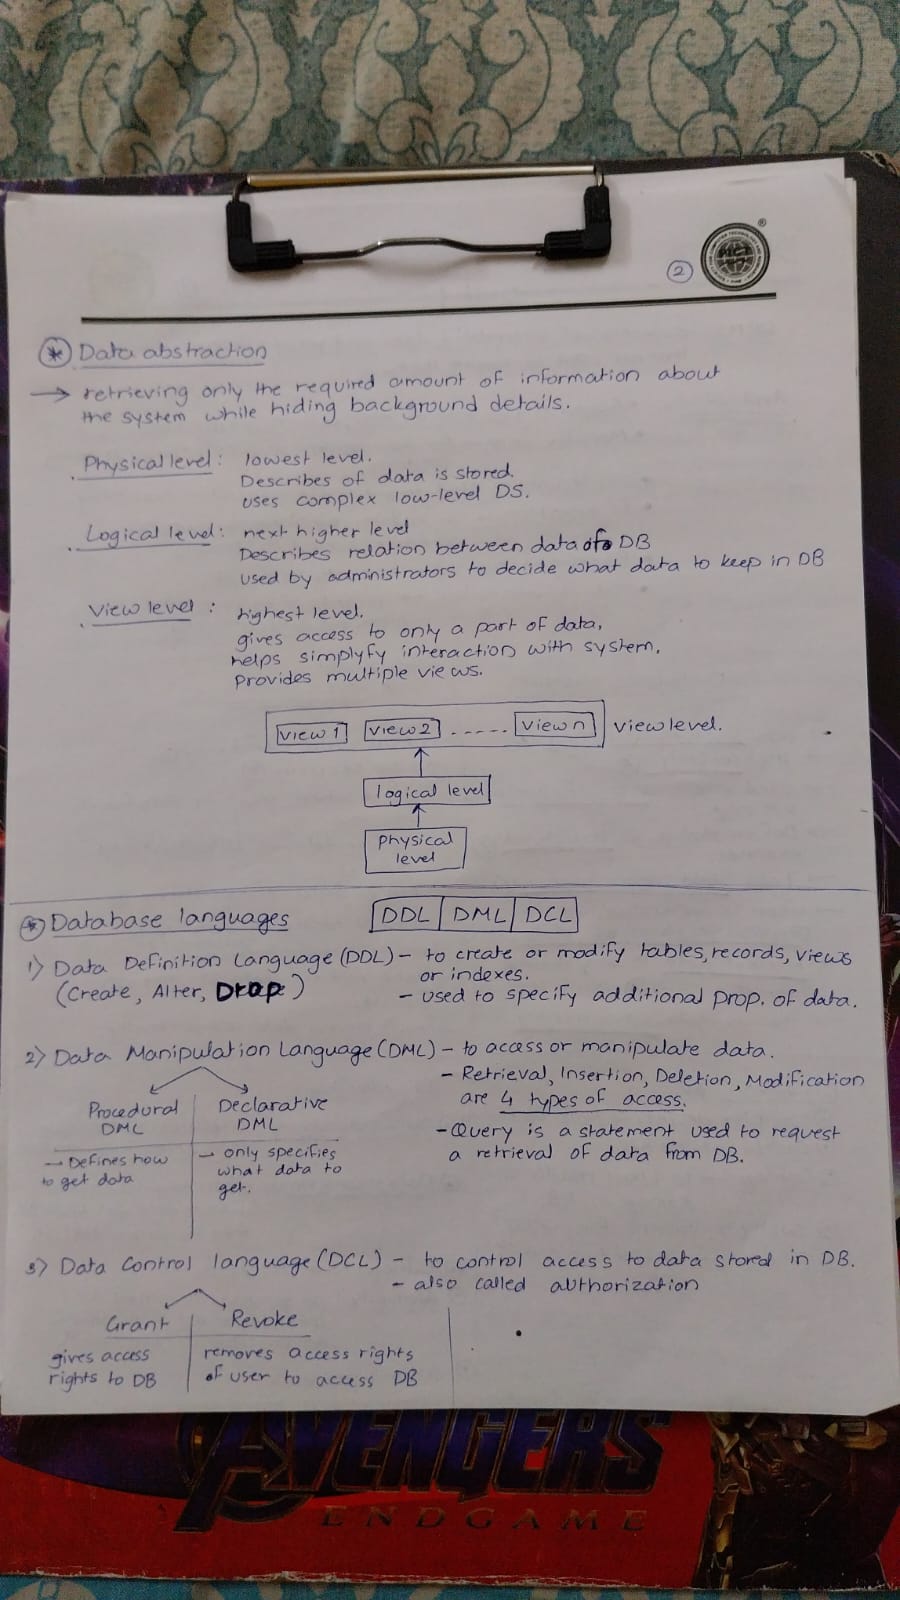 2
®
* Data abstraction
→ retrieving only the required amount of information about
the system while hiding background details.
Physical level : lowest level.
Describes of data is stored.
uses complex low-level DS.
Logical level : next higher level
Describes relation between data of DB
used by administrators to decide what data to keep in DB
View level : highest level.
gives access to only a part of data,
helps simplyfy interaction with system,
Provides multiple views.
view 1 view 2 ...... view n view level.
logical level
physical
level
* Database languages DDL DML DCL
1) Data Definition Language (DDL) - to create or modify tables, records, views
or indexes.
(Create, Alter, Drop) - used to specify additional prop. of data.
2) Data Manipulation Language (DML) - to access or manipulate data.
- Retrieval, Insertion, Deletion, Modification
are 4 types of access.
- Query is a statement used to request
a retrieval of data from DB.
Procedural
DML
→ Defines how
to get data
Declarative
DML
→ only specifies
what data to
get.
3) Data Control language (DCL) - to control access to data stored in DB.
- also called authorization
Grant
gives access
rights to DB
Revoke
removes access rights
of user to access DB
AVENGERS
ENDGAME